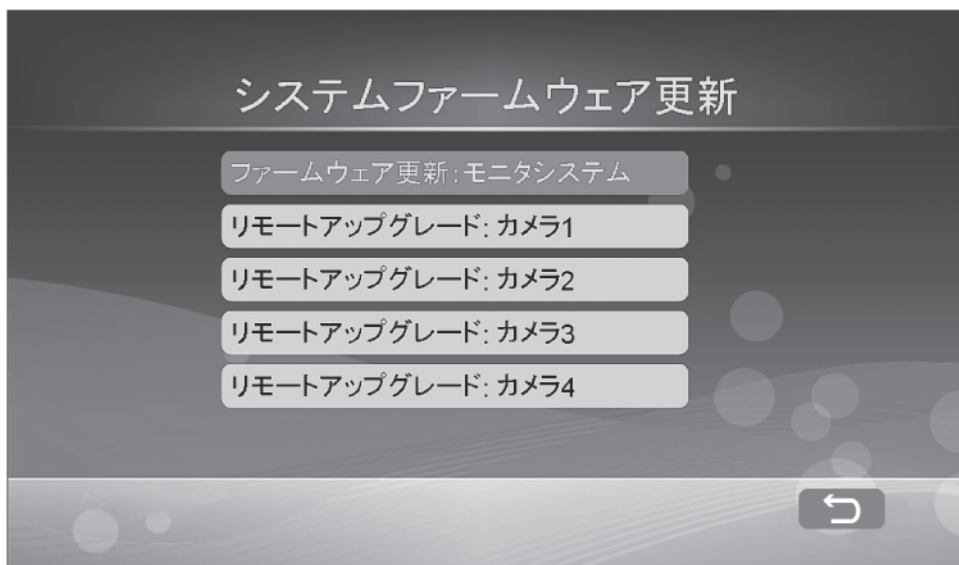 システムファームウェア更新
ファームウェア更新:モニタシステム
リモートアップグレード: カメラ1
リモートアップグレード: カメラ2
リモートアップグレード: カメラ3
リモートアップグレード: カメラ4